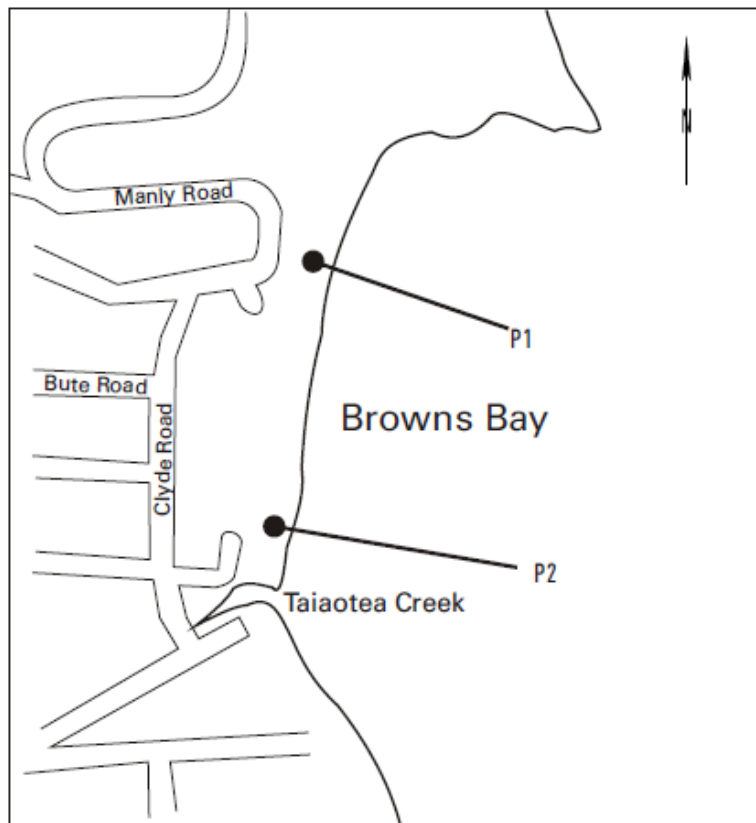 N
Manly Road
P1
Bute Road
Browns Bay
Clyde Road
P2
Taiaotea Creek